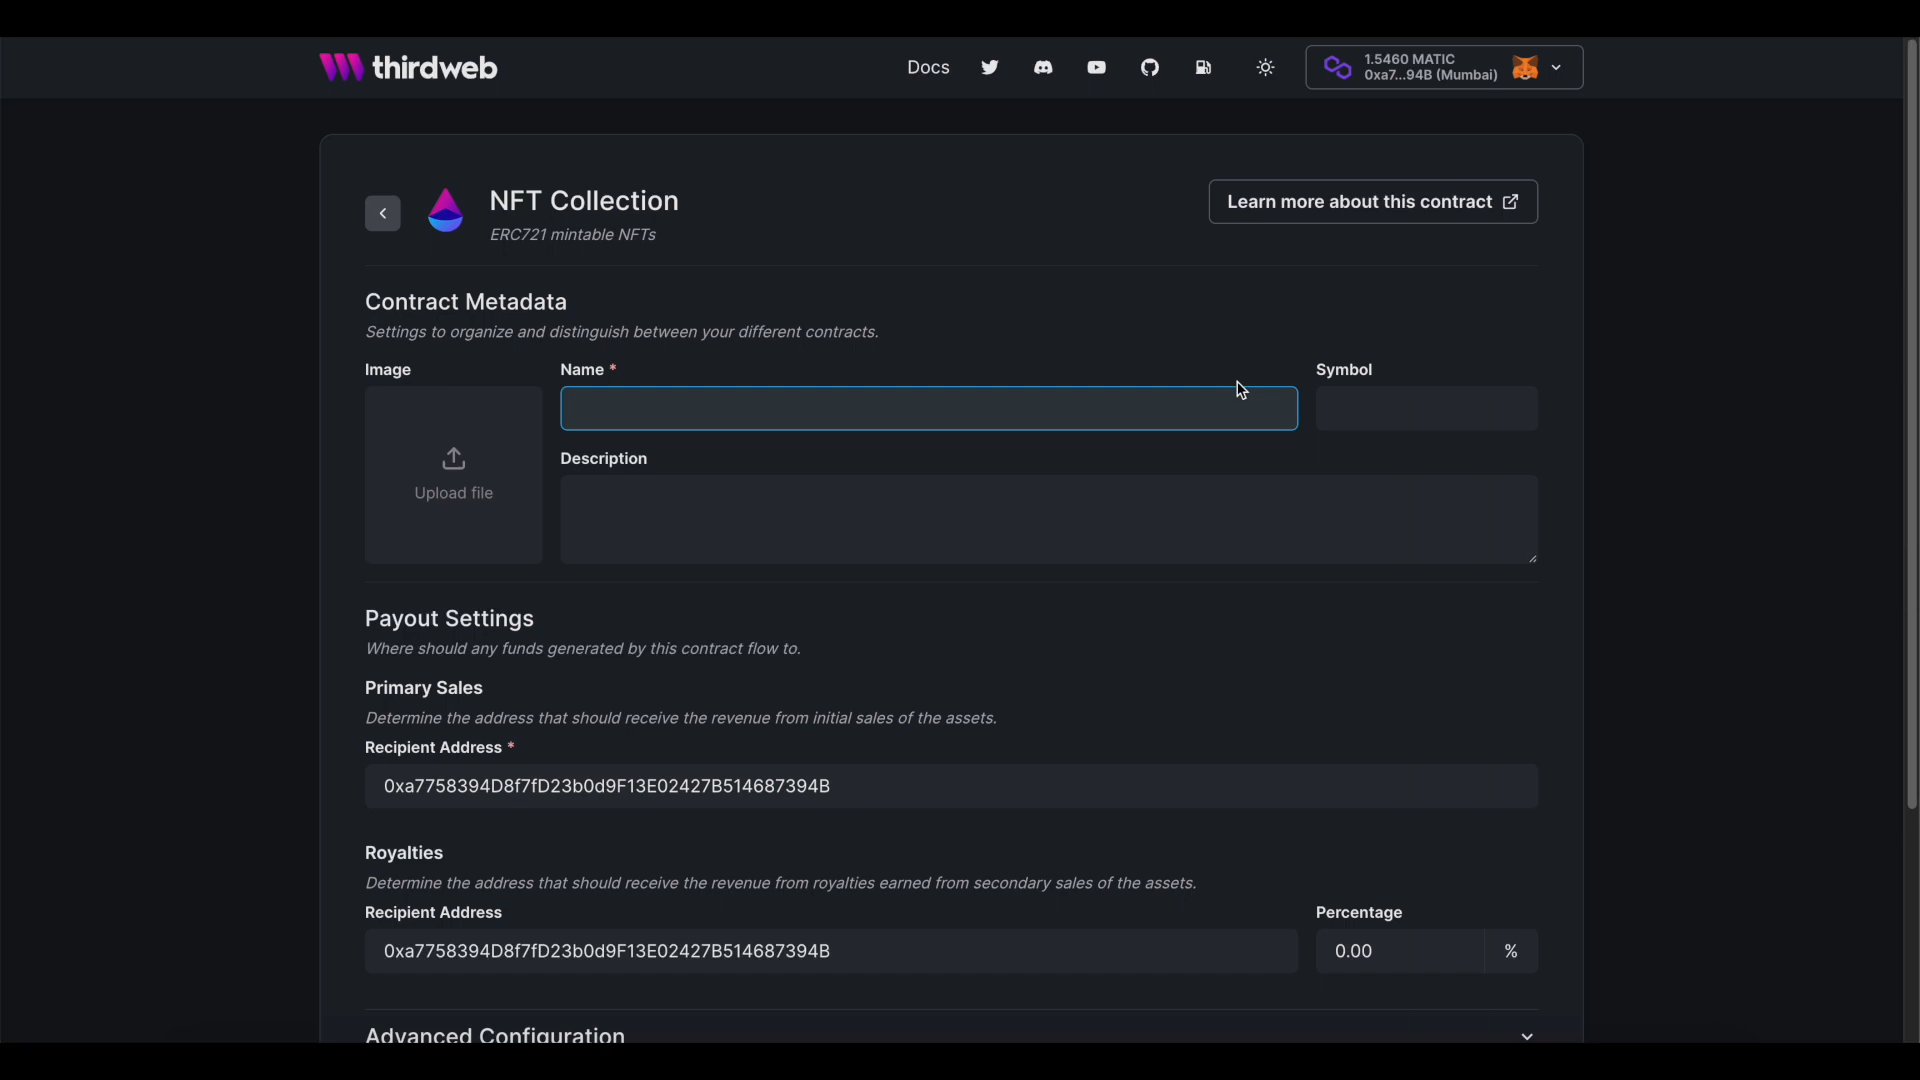 thirdweb
Docs
1.5460 MATIC
0xa7...94B (Mumbai)
NFT Collection
ERC721 mintable NFTs
Learn more about this contract
Contract Metadata
Settings to organize and distinguish between your different contracts.
Image
Name *
Symbol
Upload file
Description
Payout Settings
Where should any funds generated by this contract flow to.
Primary Sales
Determine the address that should receive the revenue from initial sales of the assets.
Recipient Address *
0xa7758394D8f7fD23b0d9F13E02427B514687394B
Royalties
Determine the address that should receive the revenue from royalties earned from secondary sales of the assets.
Recipient Address
Percentage
0xa7758394D8f7fD23b0d9F13E02427B514687394B
0.00 %
Advanced Configuration